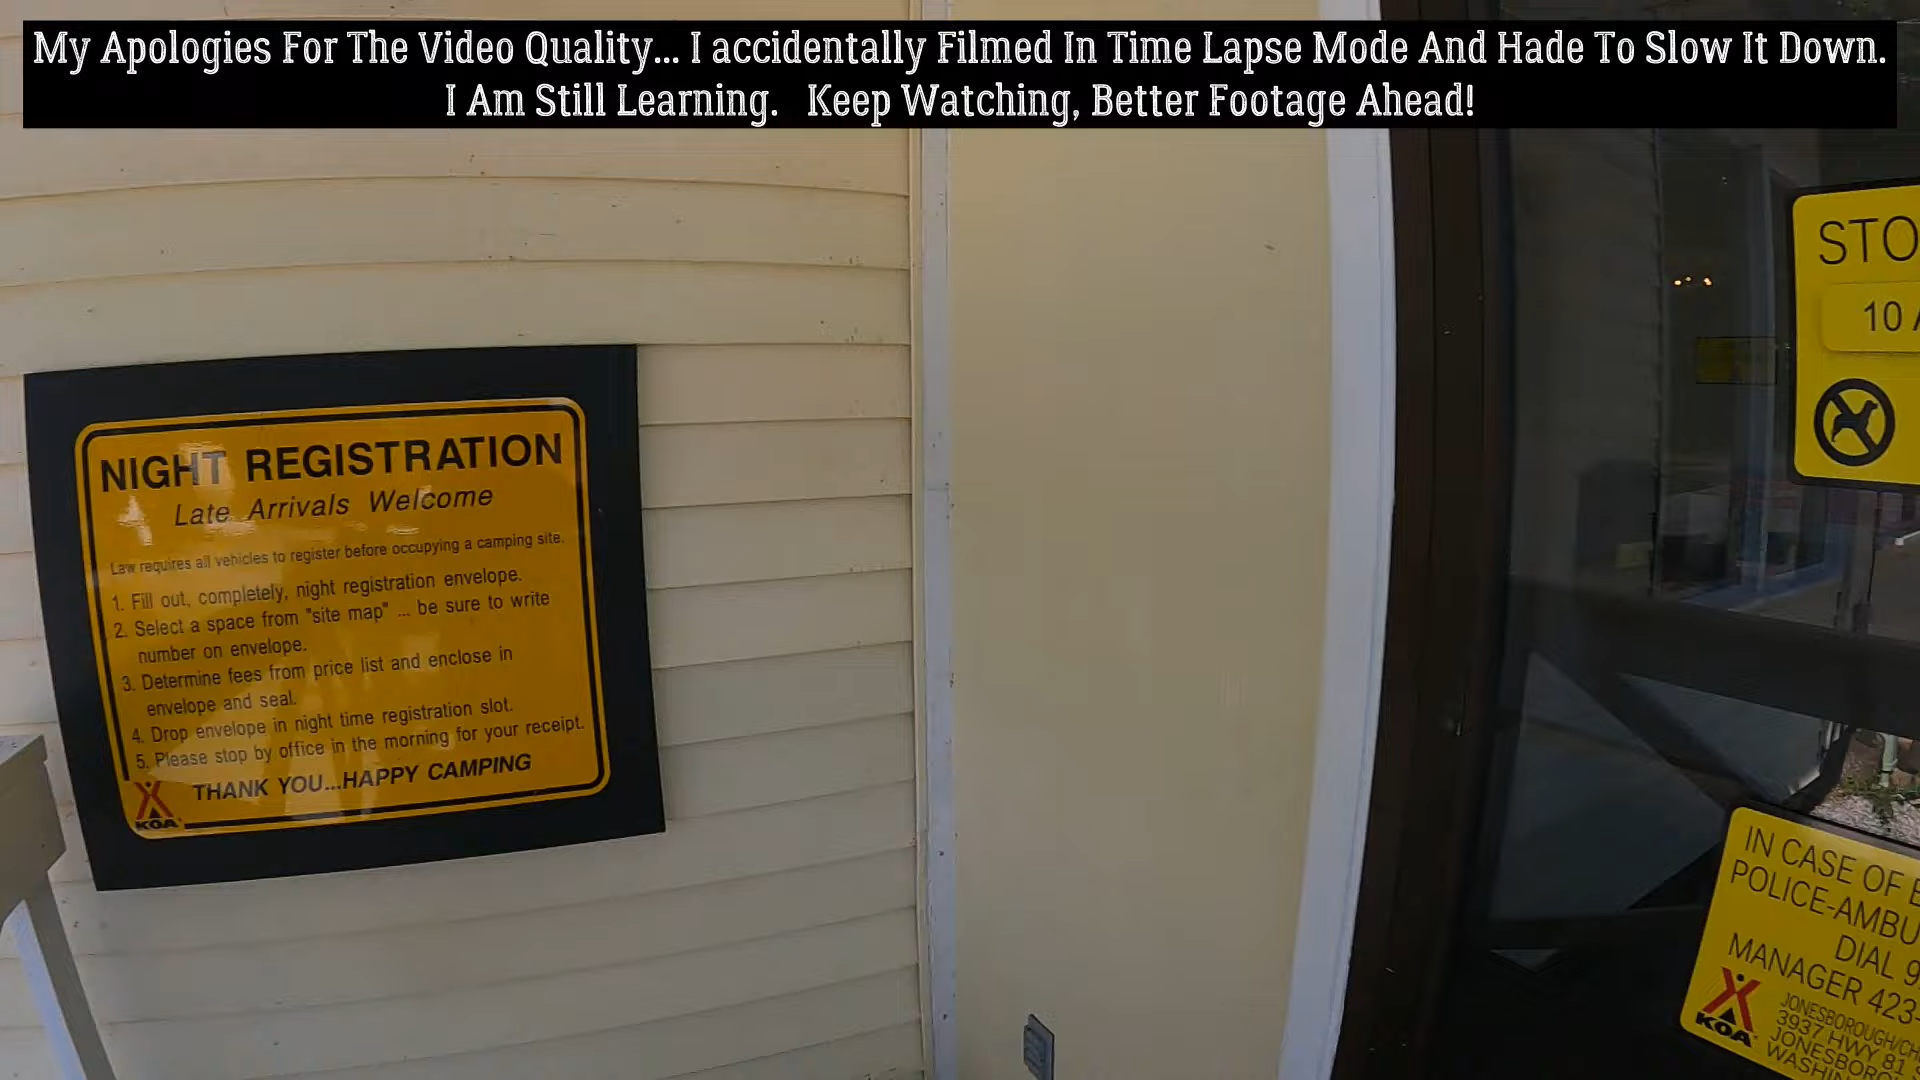 My Apologies For The Video Quality... I accidentally Filmed In Time Lapse Mode And Hade To Slow It Down.
I Am Still Learning. Keep Watching, Better Footage Ahead!
NIGHT REGISTRATION
Late Arrivals Welcome
Law requires all vehicles to register before occupying a camping site.
1. Fill out, completely, night registration envelope.
2. Select a space from "site map" ... be sure to write
number on envelope.
3. Determine fees from price list and enclose in
envelope and seal.
4. Drop envelope in night time registration slot.
5. Please stop by office in the morning for your receipt.
THANK YOU...HAPPY CAMPING
KOA
STO
10 A
IN CASE OF E
POLICE-AMBU
DIAL 9
MANAGER 423-
KOA
JONESBOROUGH/CH
3937 HWY 81 S
JONESBORO
WASHIN